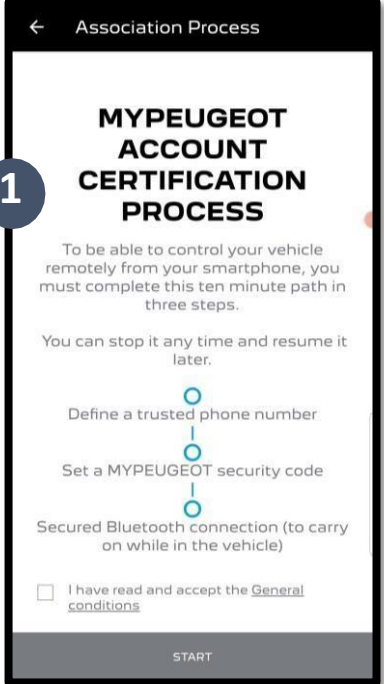 Association Process
MYPEUGEOT
ACCOUNT
CERTIFICATION
PROCESS
1
To be able to control your vehicle
remotely from your smartphone, you
must complete this ten minute path in
three steps.
You can stop it any time and resume it
later.
Define a trusted phone number
Set a MYPEUGEOT security code
Secured Bluetooth connection (to carry
on while in the vehicle)
I have read and accept the General
conditions
START